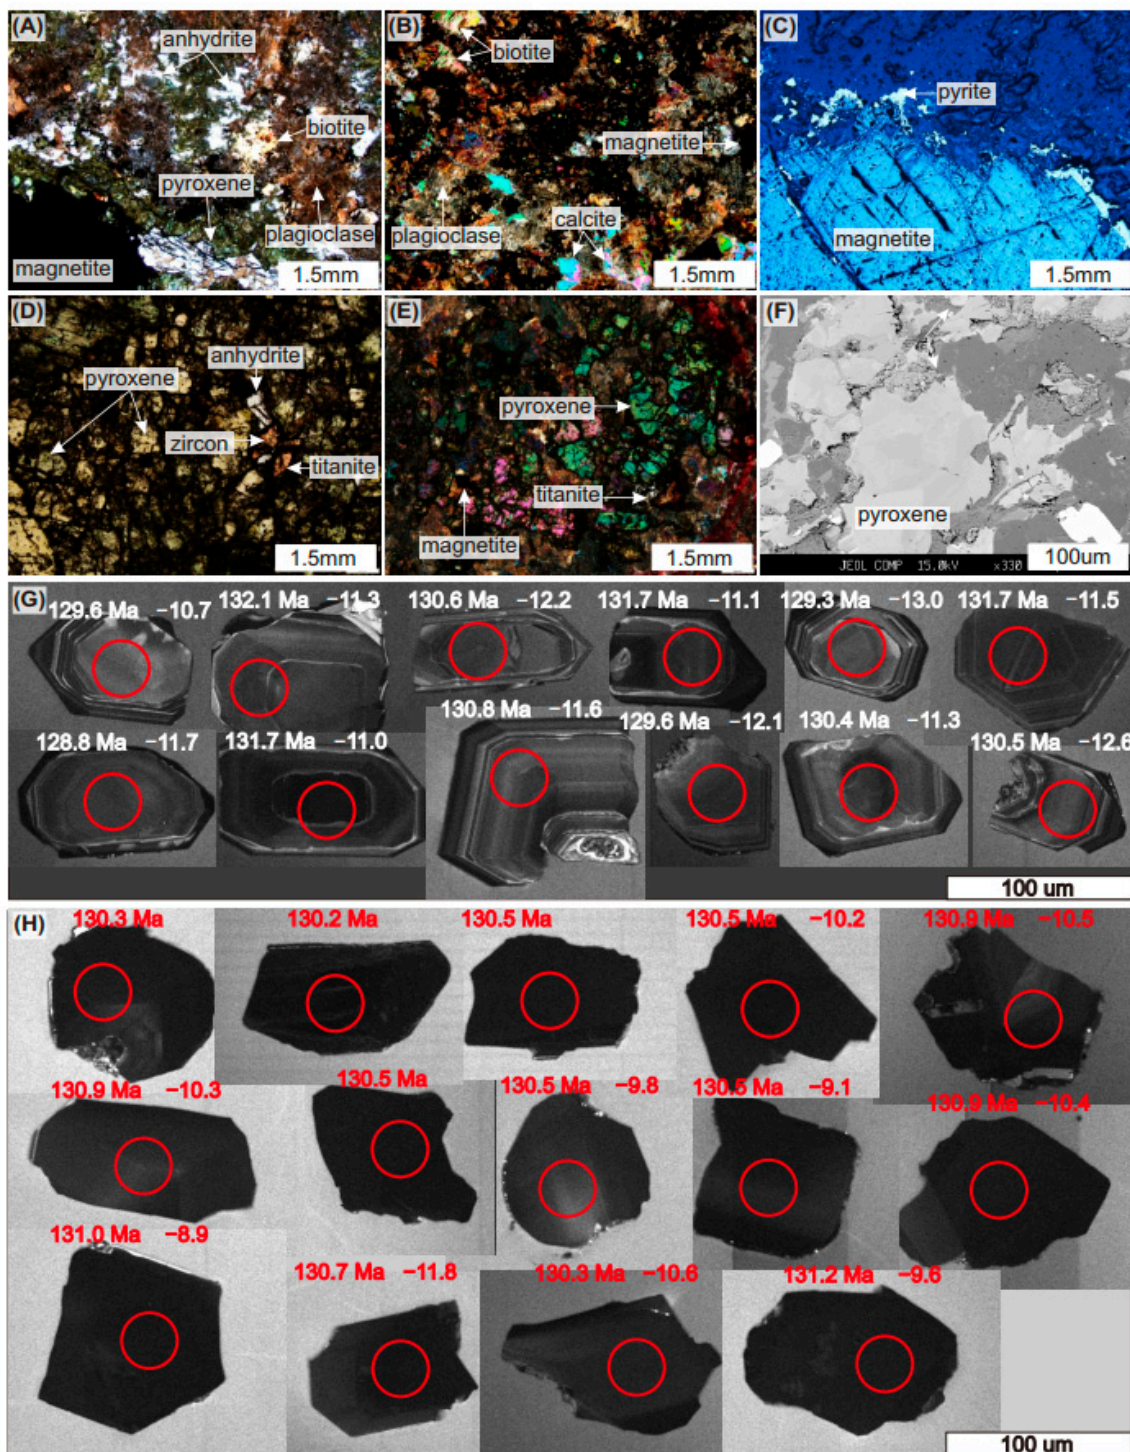 (A)
anhydrite
biotite
pyroxene
plagioclase
magnetite
1.5mm
(B)
biotite
magnetite
plagioclase
calcite
1.5mm
(C)
pyrite
magnetite
1.5mm
(D)
anhydrite
pyroxene
zircon
titanite
1.5mm
(E)
pyroxene
titanite
magnetite
1.5mm
(F)
pyroxene
100um
JEOL COMP 15.0kV ×330
(G)
129.6 Ma −10.7
132.1 Ma −11.3
130.6 Ma −12.2
131.7 Ma −11.1
129.3 Ma −13.0
131.7 Ma −11.5
128.8 Ma −11.7
131.7 Ma −11.0
130.8 Ma −11.6
129.6 Ma −12.1
130.4 Ma −11.3
130.5 Ma −12.6
100 um
(H)
130.3 Ma
130.2 Ma
130.5 Ma
130.5 Ma −10.2
130.9 Ma −10.5
130.9 Ma −10.3
130.5 Ma
130.5 Ma −9.8
130.5 Ma −9.1
130.9 Ma −10.4
131.0 Ma −8.9
130.7 Ma −11.8
130.3 Ma −10.6
131.2 Ma −9.6
100 um